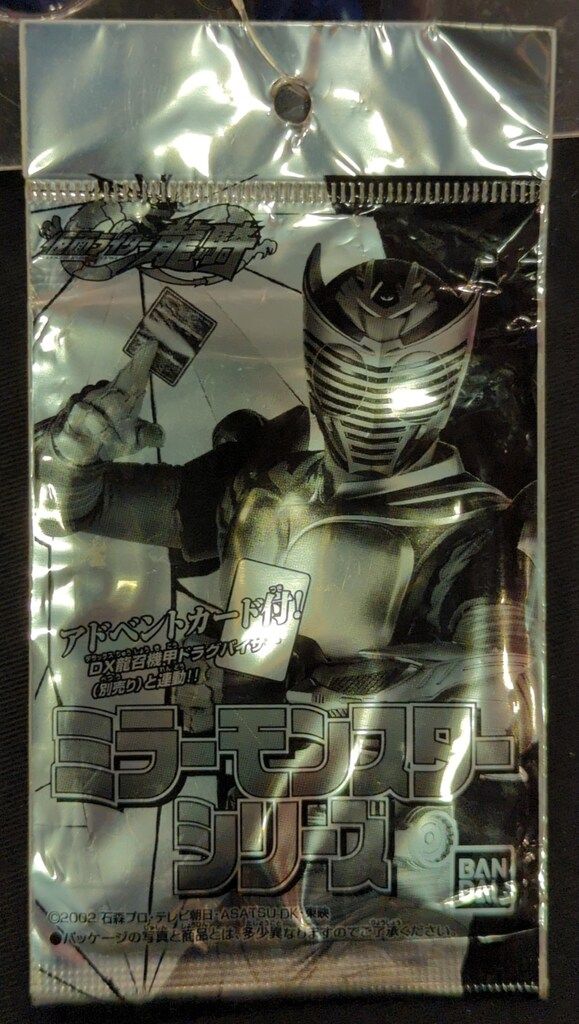 仮面ライダー龍騎
アドベントカード付!
DX龍召機甲ドラグバイザー
(別売り)と連動!!
ミラーモンスター
シリーズ
BAN
DAI
©2002 石森プロ・テレビ朝日・ASATSU-DK・東映
●パッケージの写真と商品とは、多少異なりますのでご了承ください。